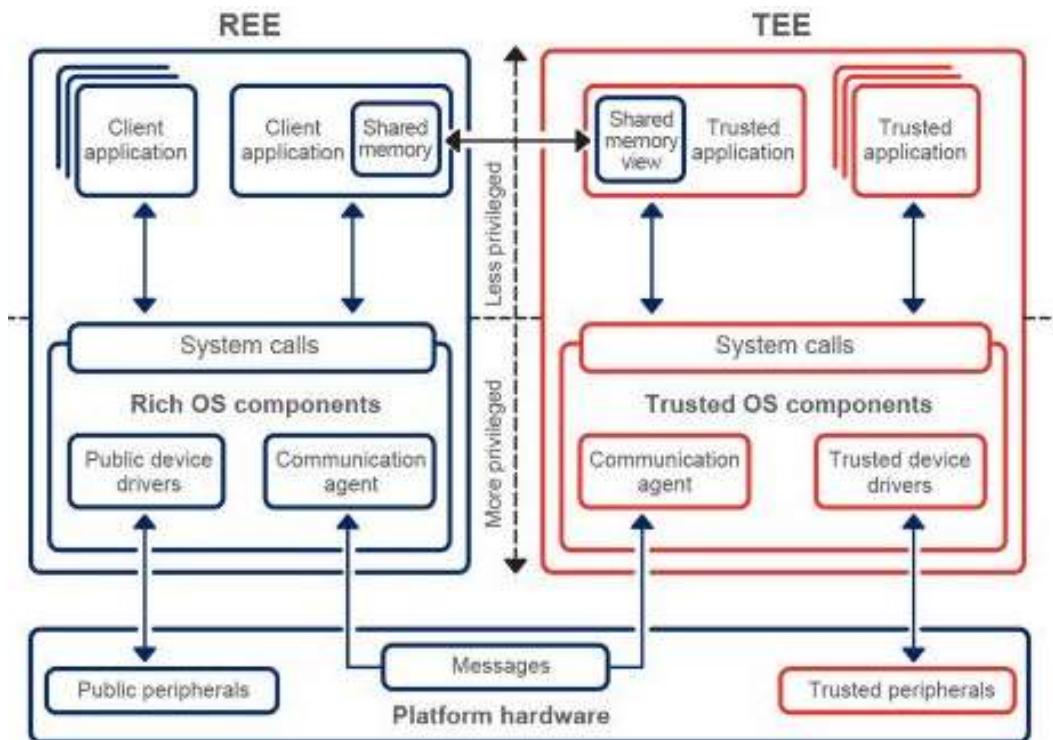 REE
TEE
Client
application
Client
application
Shared
memory
Shared
memory
view
Trusted
application
Trusted
application
Less privileged
System calls
System calls
Rich OS components
Trusted OS components
More privileged
Public device
drivers
Communication
agent
Communication
agent
Trusted device
drivers
Messages
Public peripherals
Trusted peripherals
Platform hardware